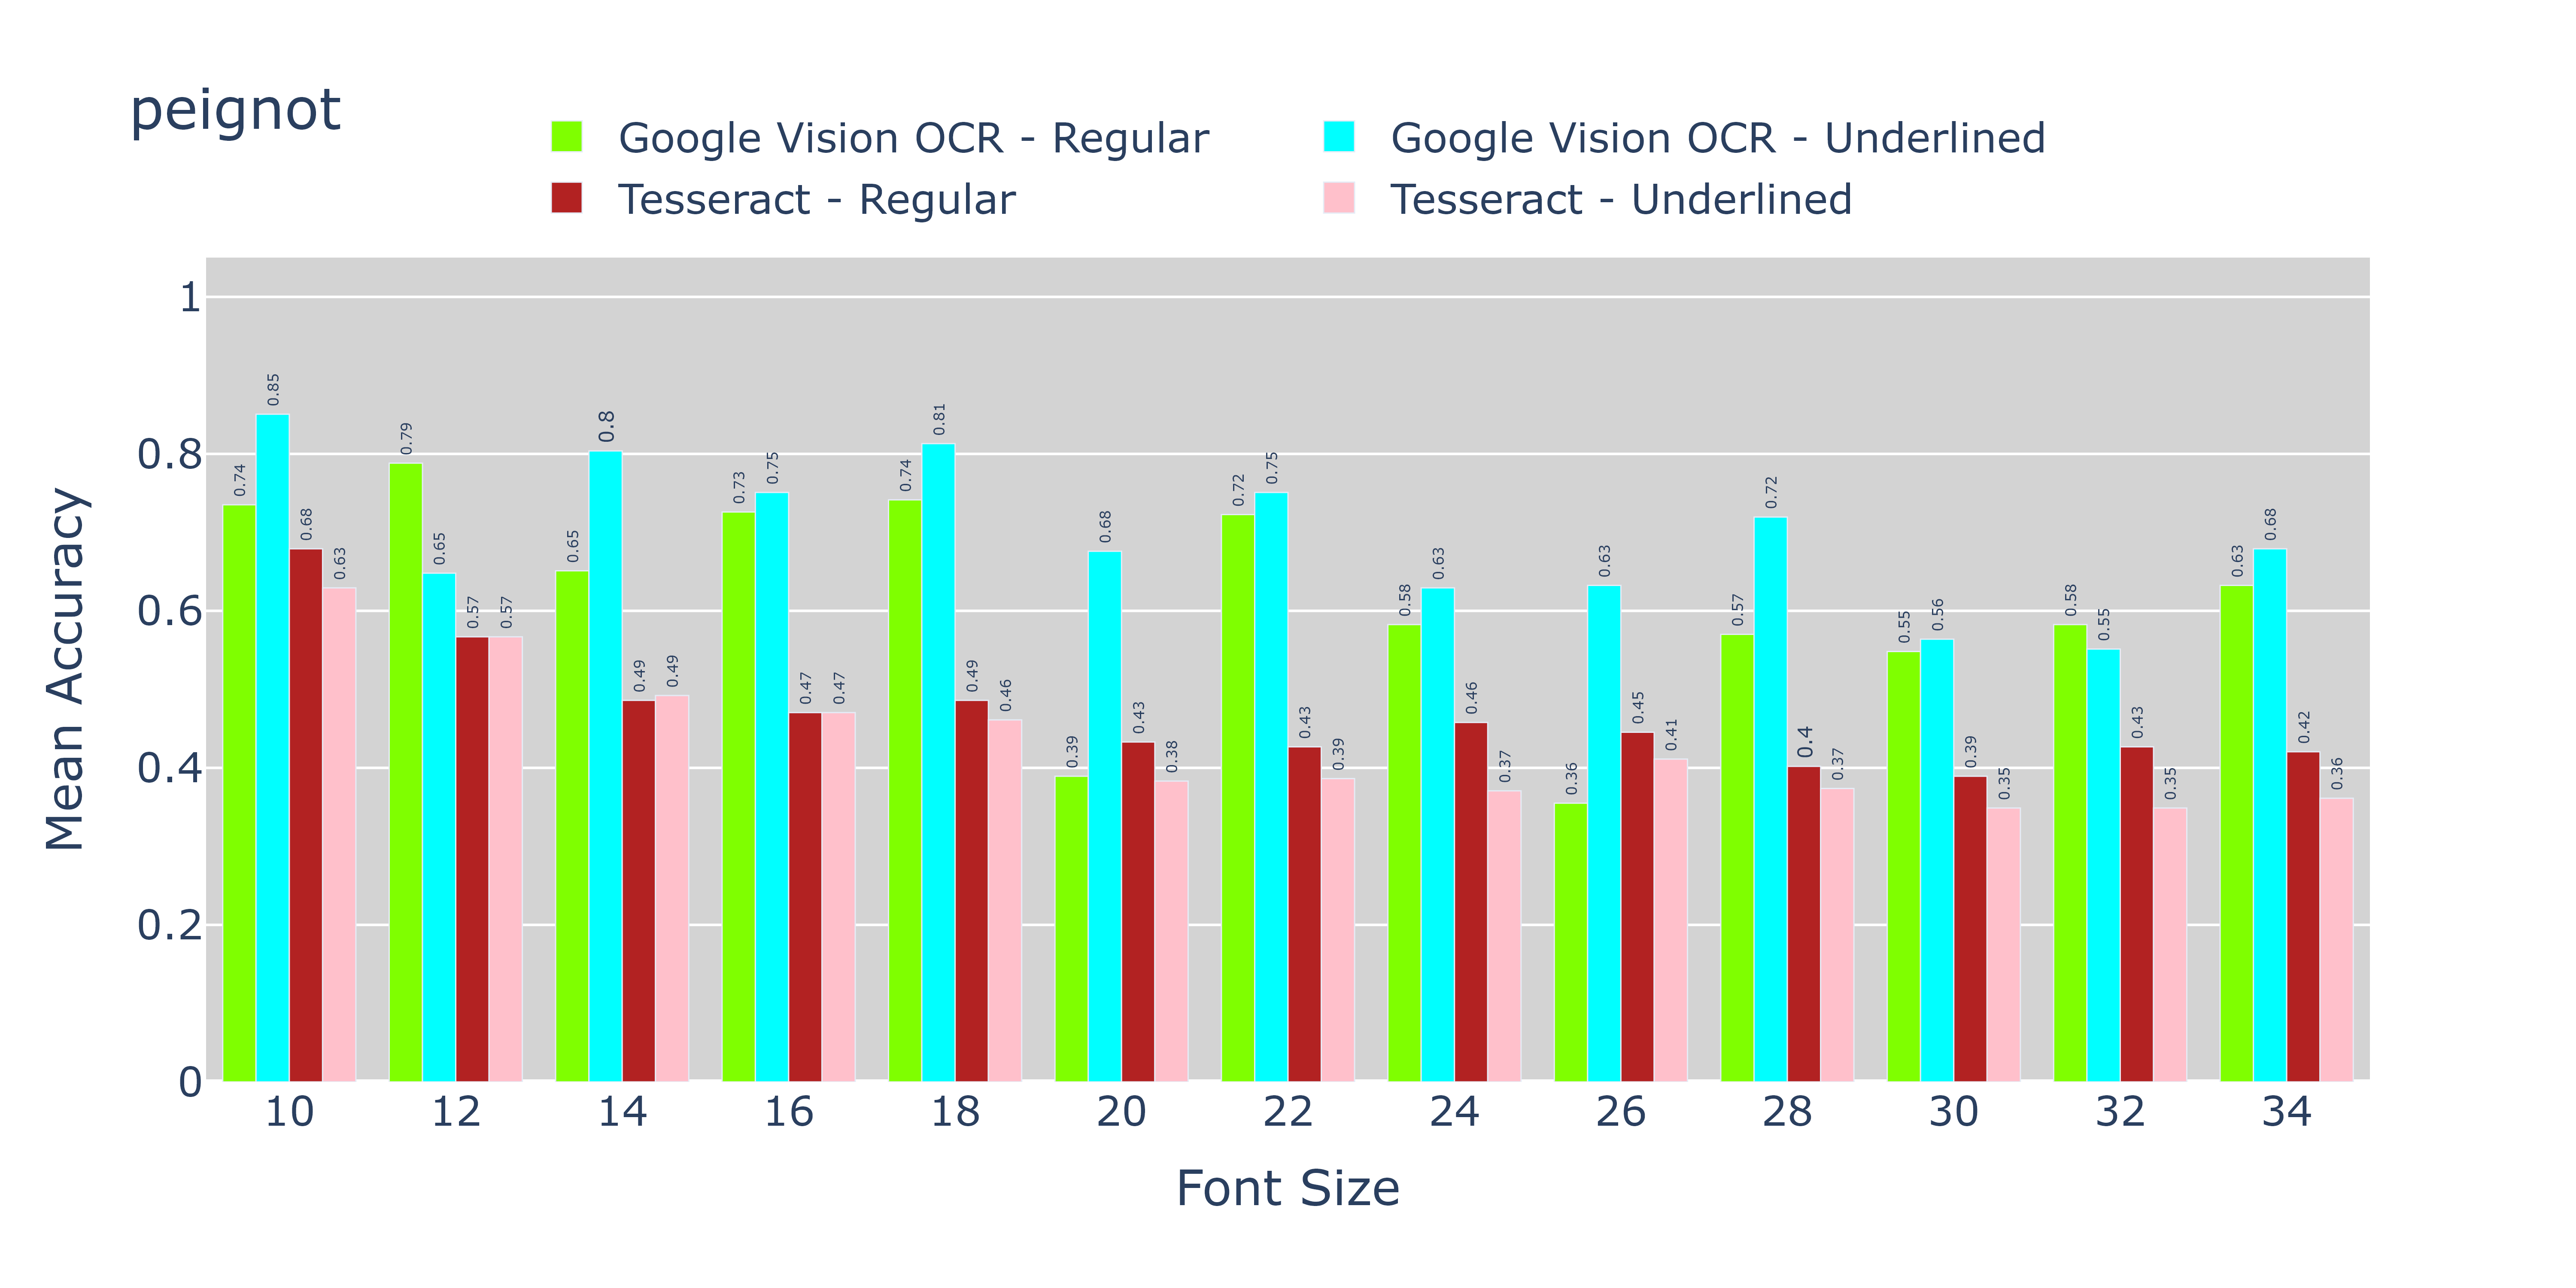 peignot
Google Vision OCR - Regular
Google Vision OCR - Underlined
Tesseract - Regular
Tesseract - Underlined
Mean Accuracy
1
0.8
0.6
0.4
0.2
0
0.74 0.85 0.68 0.63
0.79 0.65 0.57 0.57
0.65 0.8 0.49 0.49
0.73 0.75 0.47 0.47
0.74 0.81 0.49 0.46
0.39 0.68 0.43 0.38
0.72 0.75 0.43 0.39
0.58 0.63 0.46 0.37
0.36 0.63 0.45 0.41
0.57 0.72 0.4 0.37
0.55 0.56 0.39 0.35
0.58 0.55 0.43 0.35
0.63 0.68 0.42 0.36
10 12 14 16 18 20 22 24 26 28 30 32 34
Font Size